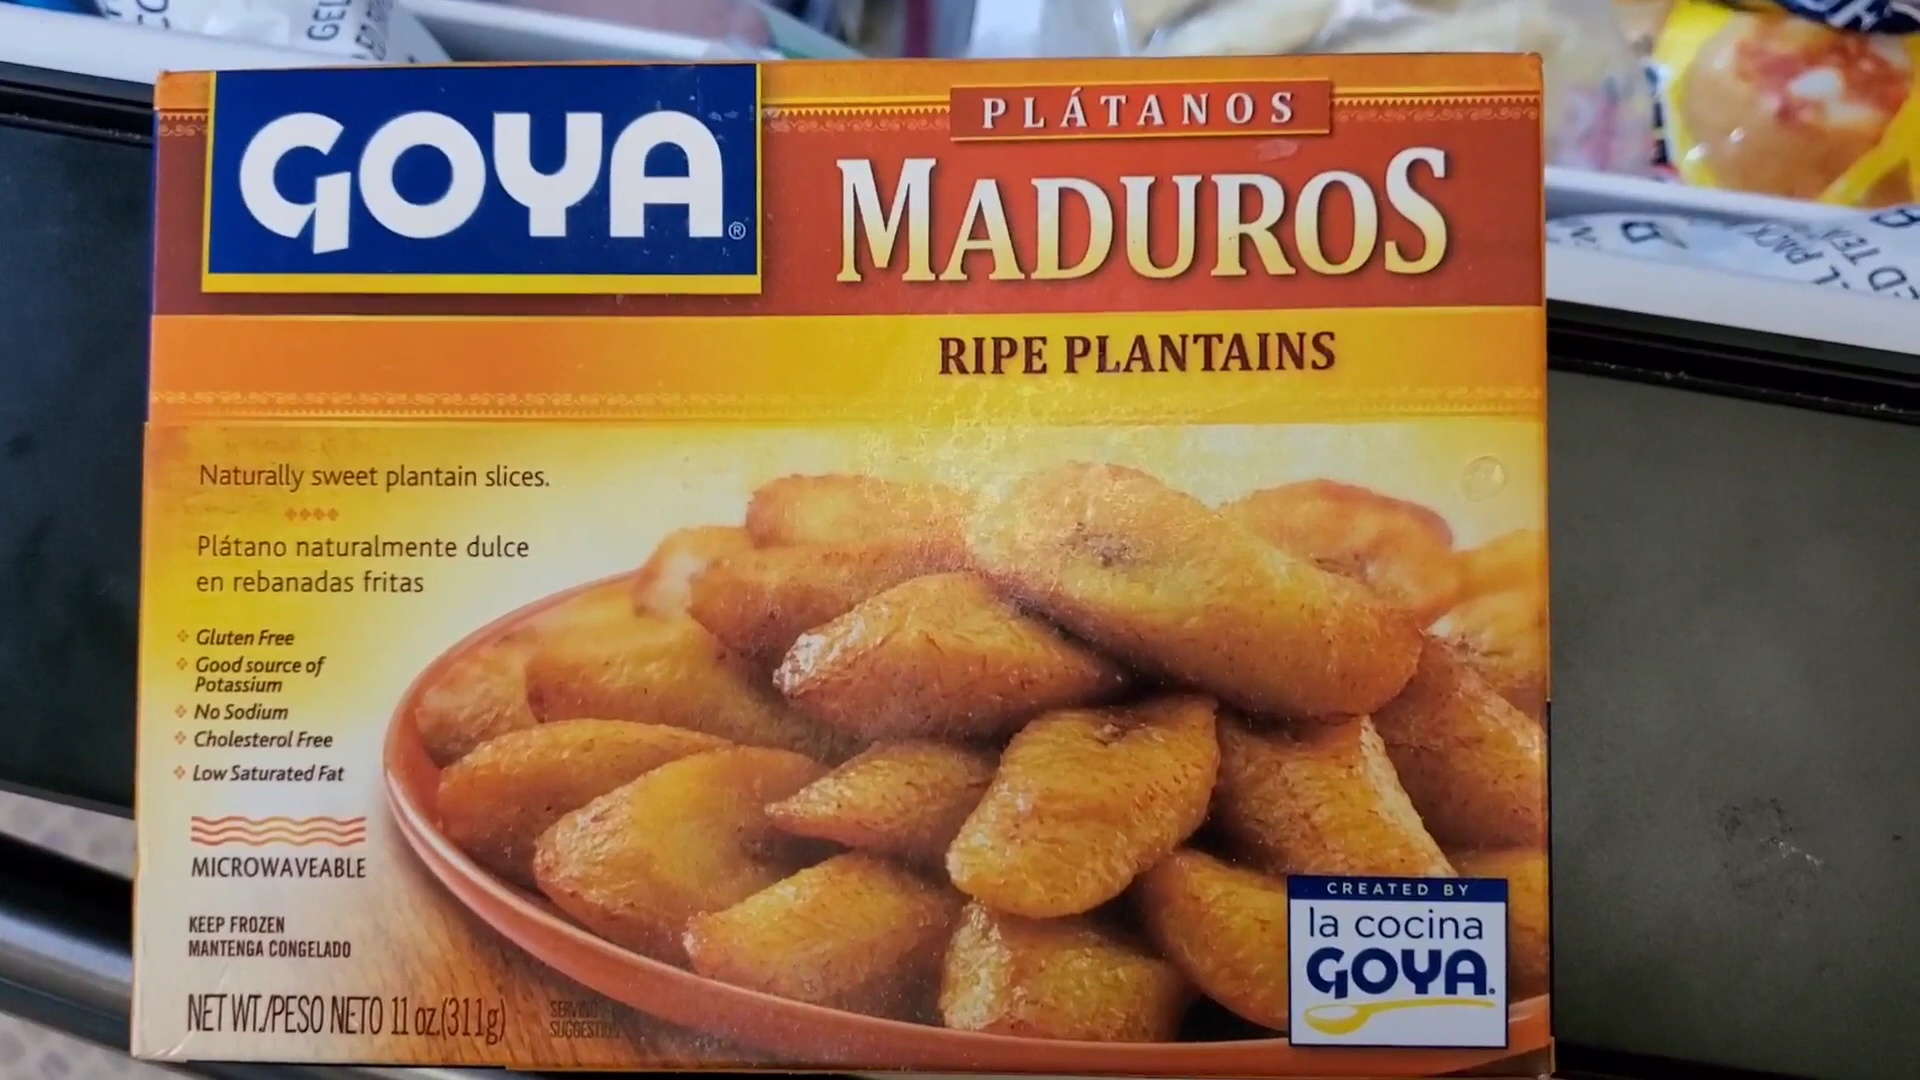 GOYA®
PLÁTANOS
MADUROS
RIPE PLANTAINS
Naturally sweet plantain slices.
Plátano naturalmente dulce
en rebanadas fritas
Gluten Free
Good source of
Potassium
No Sodium
Cholesterol Free
Low Saturated Fat
MICROWAVEABLE
KEEP FROZEN
MANTENGA CONGELADO
NET WT./PESO NETO 11 oz.(311g)
SERVING
SUGGESTION
CREATED BY
la cocina
GOYA.